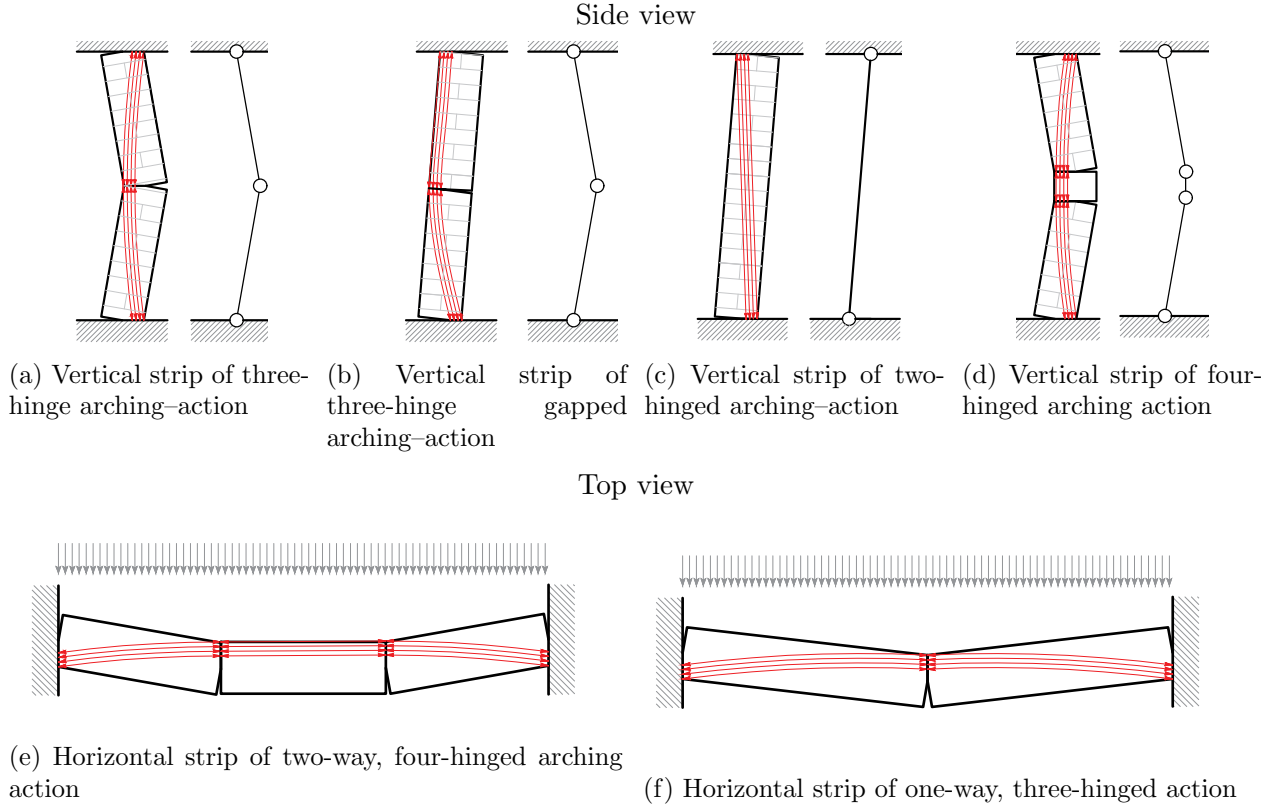 Side view
(a) Vertical strip of three-
hinge arching–action
(b) Vertical strip of
three-hinge gapped
arching–action
(c) Vertical strip of two-
hinged arching–action
(d) Vertical strip of four-
hinged arching action
Top view
(e) Horizontal strip of two-way, four-hinged arching
action
(f) Horizontal strip of one-way, three-hinged action